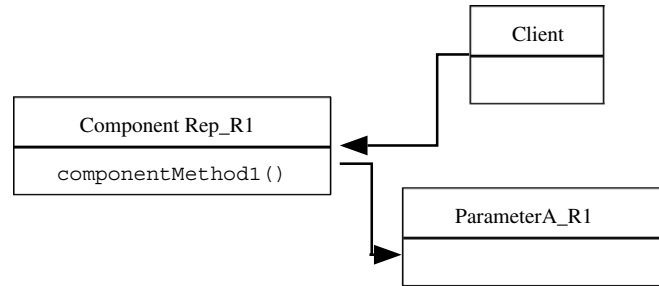 Client
Component Rep_R1
componentMethod1()
ParameterA_R1